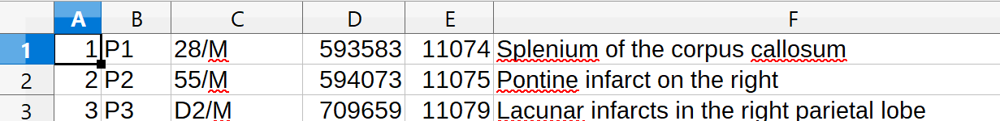 A B C D E F
1 1 P1 28/M 593583 11074 Splenium of the corpus callosum
2 2 P2 55/M 594073 11075 Pontine infarct on the right
3 3 P3 D2/M 709659 11079 Lacunar infarcts in the right parietal lobe